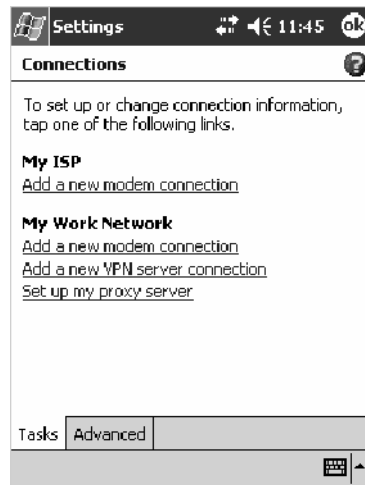 Settings 11:45 ok
Connections ?
To set up or change connection information,
tap one of the following links.
My ISP
Add a new modem connection
My Work Network
Add a new modem connection
Add a new VPN server connection
Set up my proxy server
Tasks Advanced